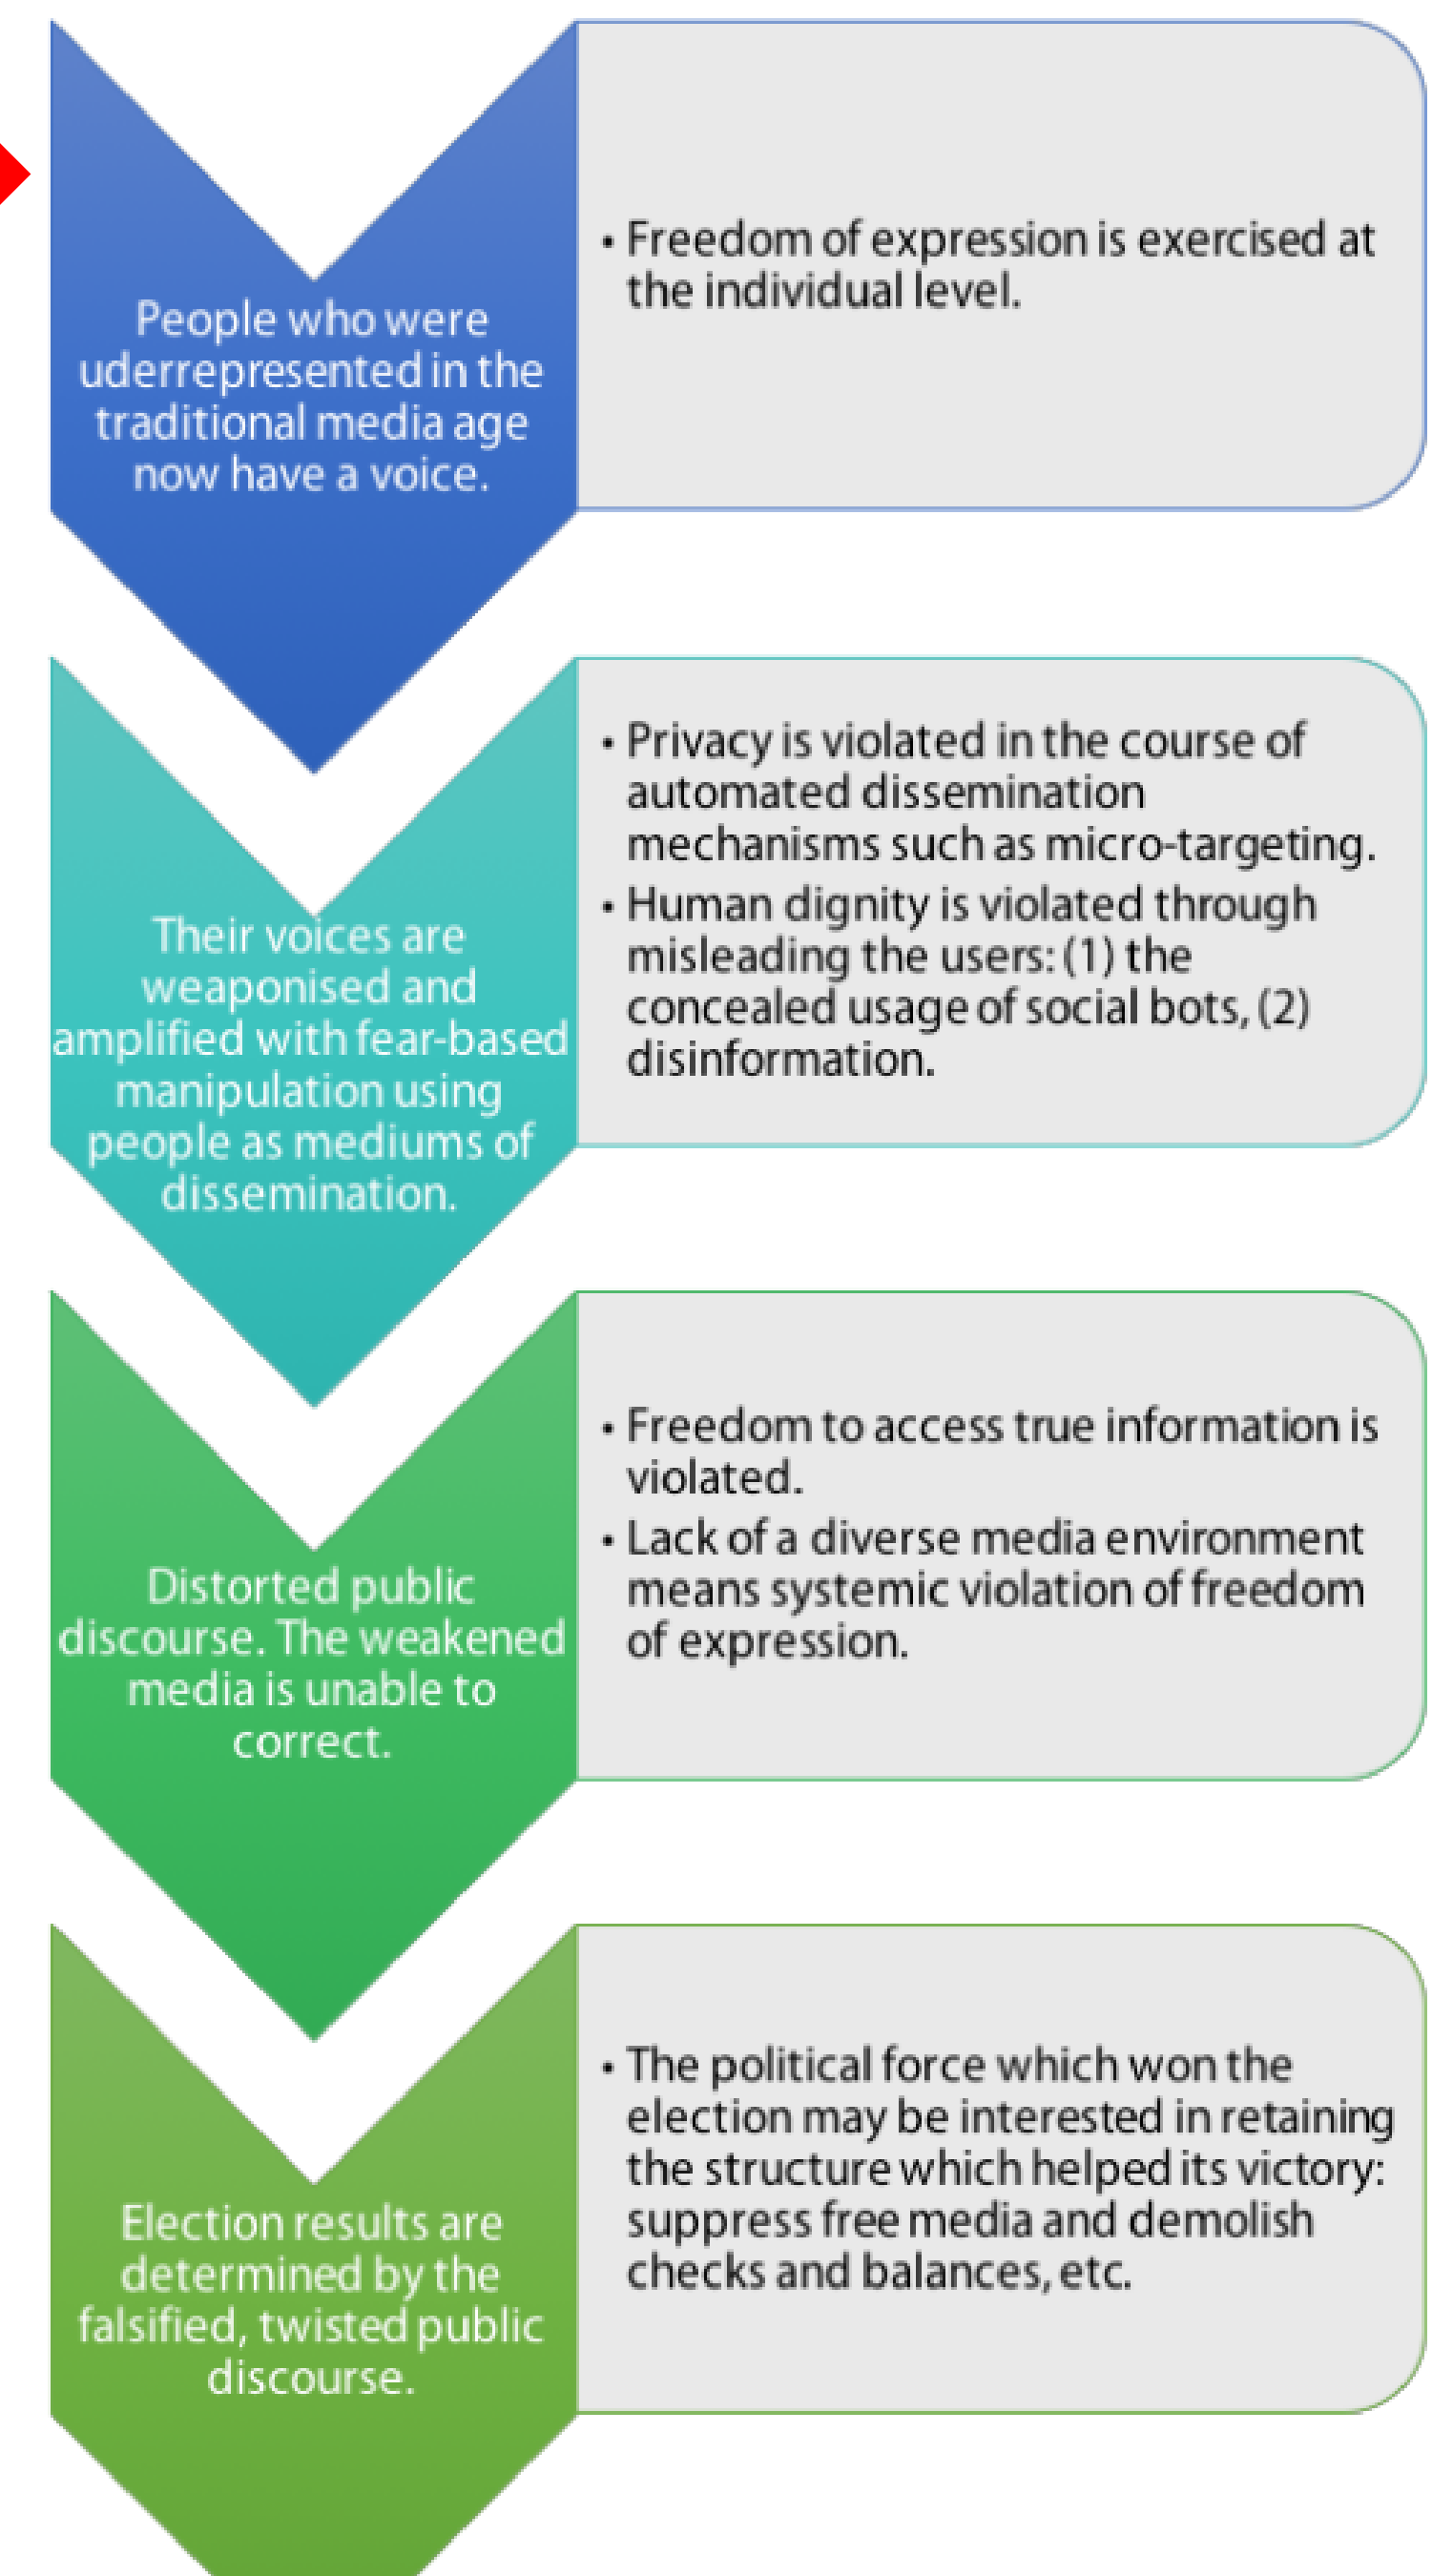 People who were
uderrepresented in the
traditional media age
now have a voice.
• Freedom of expression is exercised at
the individual level.
Their voices are
weaponised and
amplified with fear-based
manipulation using
people as mediums of
dissemination.
• Privacy is violated in the course of
automated dissemination
mechanisms such as micro-targeting.
• Human dignity is violated through
misleading the users: (1) the
concealed usage of social bots, (2)
disinformation.
Distorted public
discourse. The weakened
media is unable to
correct.
• Freedom to access true information is
violated.
• Lack of a diverse media environment
means systemic violation of freedom
of expression.
Election results are
determined by the
falsified, twisted public
discourse.
• The political force which won the
election may be interested in retaining
the structure which helped its victory:
suppress free media and demolish
checks and balances, etc.